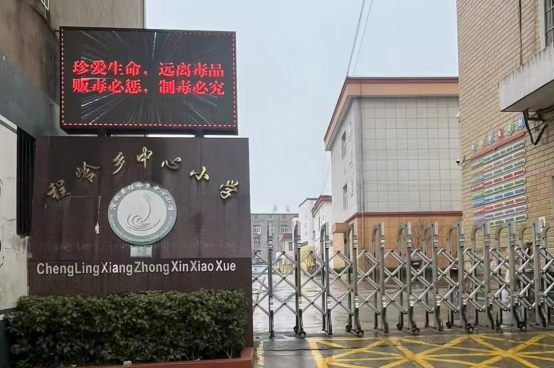 珍爱生命，远离毒品
贩毒必惩，制毒必究
程岭乡中心小学
ChengLingXiangZhongXinXiaoXue